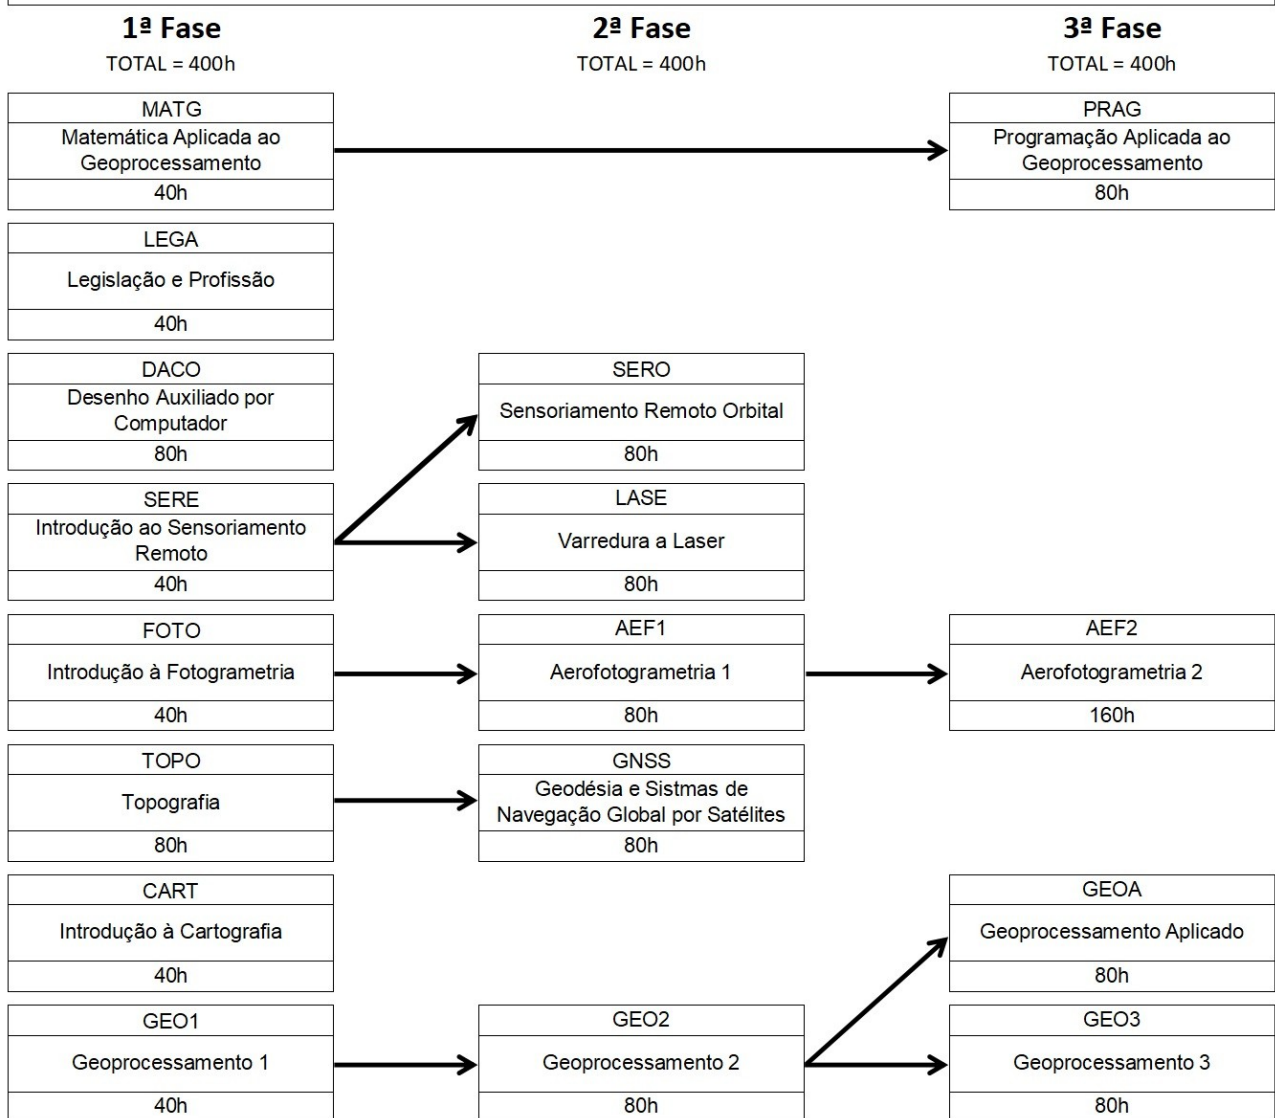 1ª Fase
TOTAL = 400h
2ª Fase
TOTAL = 400h
3ª Fase
TOTAL = 400h
MATG
Matemática Aplicada ao
Geoprocessamento
40h
PRAG
Programação Aplicada ao
Geoprocessamento
80h
LEGA
Legislação e Profissão
40h
DACO
Desenho Auxiliado por
Computador
80h
SERO
Sensoriamento Remoto Orbital
80h
SERE
Introdução ao Sensoriamento
Remoto
40h
LASE
Varredura a Laser
80h
FOTO
Introdução à Fotogrametria
40h
AEF1
Aerofotogrametria 1
80h
AEF2
Aerofotogrametria 2
160h
TOPO
Topografia
80h
GNSS
Geodésia e Sistmas de
Navegação Global por Satélites
80h
CART
Introdução à Cartografia
40h
GEOA
Geoprocessamento Aplicado
80h
GEO1
Geoprocessamento 1
40h
GEO2
Geoprocessamento 2
80h
GEO3
Geoprocessamento 3
80h